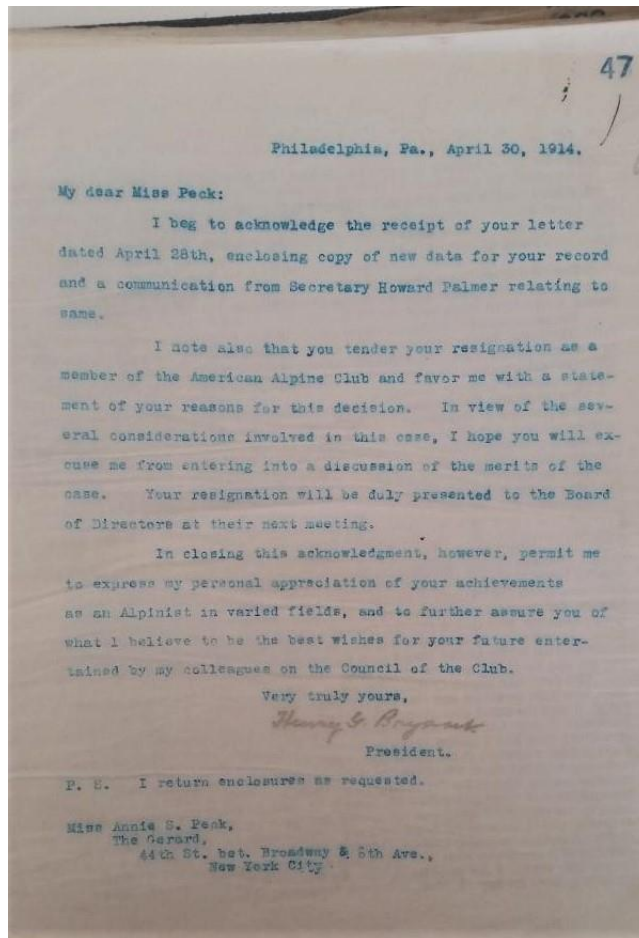 47
Philadelphia, Pa., April 30, 1914.
My dear Miss Peck:
I beg to acknowledge the receipt of your letter
dated April 28th, enclosing copy of new data for your record
and a communication from Secretary Howard Palmer relating to
same.
I note also that you tender your resignation as a
member of the American Alpine Club and favor me with a state-
ment of your reasons for this decision. In view of the sev-
eral considerations involved in this case, I hope you will ex-
cuse me from entering into a discussion of the merits of the
case. Your resignation will be duly presented to the Board
of Directors at their next meeting.
In closing this acknowledgment, however, permit me
to express my personal appreciation of your achievements
as an Alpinist in varied fields, and to further assure you of
what I believe to be the best wishes for your future enter-
tained by my colleagues on the Council of the Club.
Very truly yours,
Henry G. Bryant
President.
P. S. I return enclosures as requested.
Miss Annie S. Peck,
The Gerard,
44th St. bet. Broadway & 6th Ave.,
New York City.